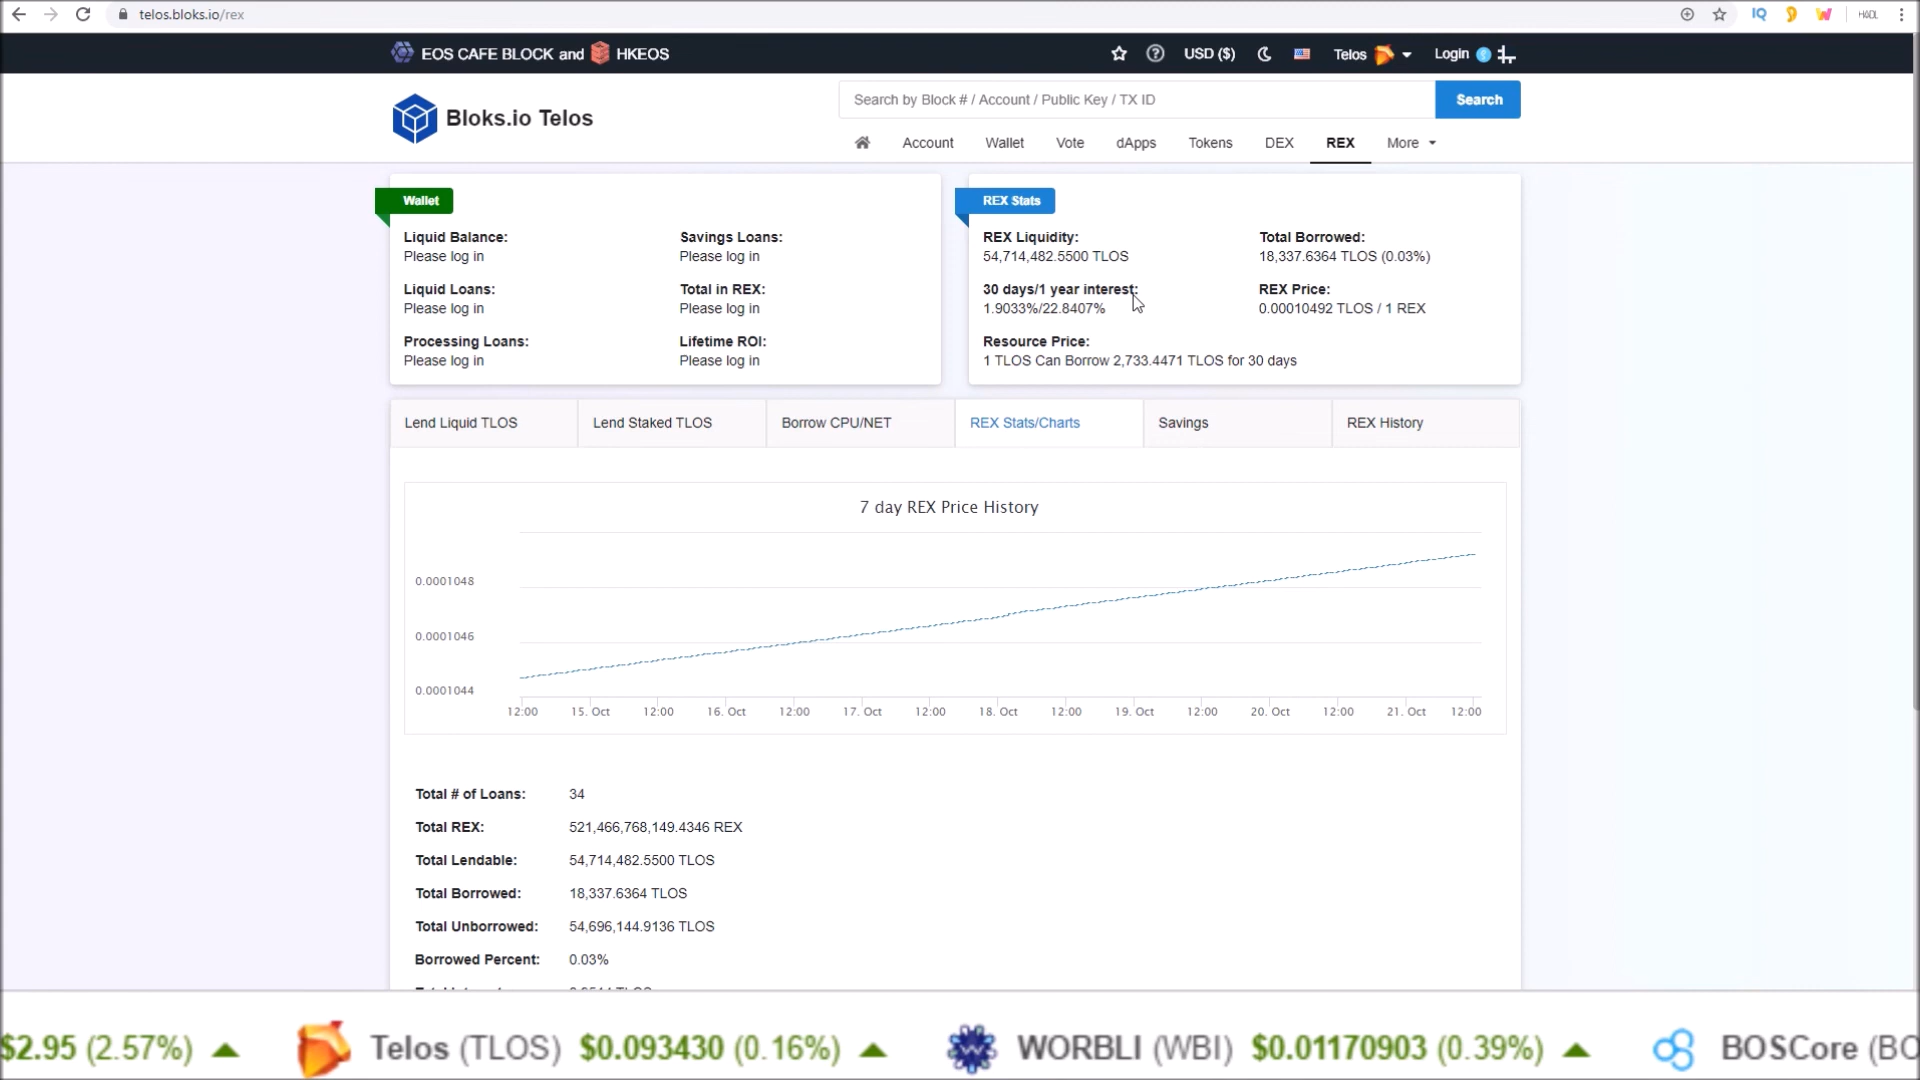 telos.bloks.io/rex
IQ
HADL
EOS CAFE BLOCK and HKEOS
USD ($)
Telos
Login
Bloks.io Telos
Search by Block # / Account / Public Key / TX ID
Search
Account
Wallet
Vote
dApps
Tokens
DEX
REX
More
Wallet
Liquid Balance:
Please log in
Savings Loans:
Please log in
Liquid Loans:
Please log in
Total in REX:
Please log in
Processing Loans:
Please log in
Lifetime ROI:
Please log in
REX Stats
REX Liquidity:
54,714,482.5500 TLOS
Total Borrowed:
18,337.6364 TLOS (0.03%)
30 days/1 year interest:
1.9033%/22.8407%
REX Price:
0.00010492 TLOS / 1 REX
Resource Price:
1 TLOS Can Borrow 2,733.4471 TLOS for 30 days
Lend Liquid TLOS
Lend Staked TLOS
Borrow CPU/NET
REX Stats/Charts
Savings
REX History
7 day REX Price History
0.0001048
0.0001046
0.0001044
12:00 15. Oct 12:00 16. Oct 12:00 17. Oct 12:00 18. Oct 12:00 19. Oct 12:00 20. Oct 12:00 21. Oct 12:00
Total # of Loans: 34
Total REX: 521,466,768,149.4346 REX
Total Lendable: 54,714,482.5500 TLOS
Total Borrowed: 18,337.6364 TLOS
Total Unborrowed: 54,696,144.9136 TLOS
Borrowed Percent: 0.03%
$2.95 (2.57%) Telos (TLOS) $0.093430 (0.16%) WORBLI (WBI) $0.01170903 (0.39%) BOSCore (BO